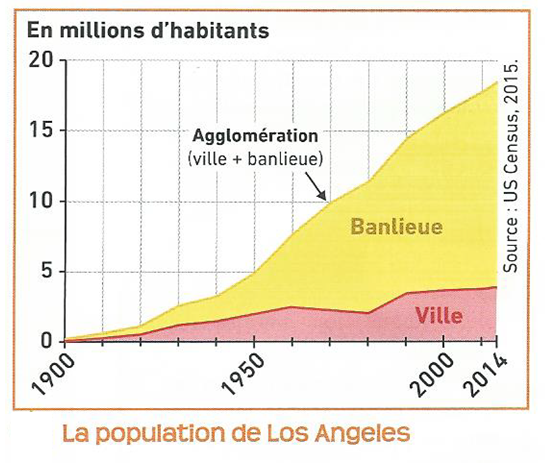 En millions d'habitants
20
15
10
5
0
Agglomération
(ville + banlieue)
Banlieue
Ville
1900
1950
2000
2014
Source : US Census, 2015.
La population de Los Angeles